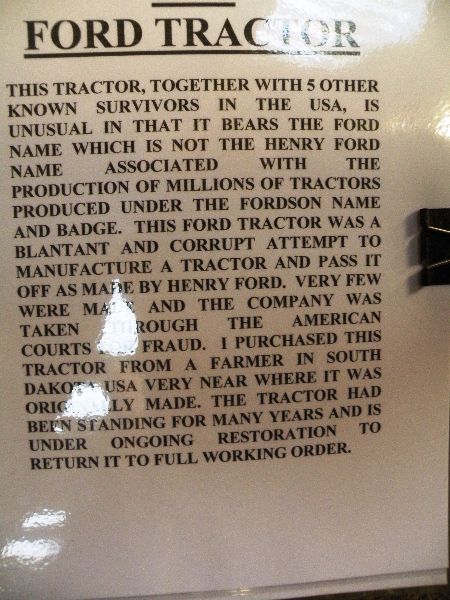 FORD TRACTOR
THIS TRACTOR, TOGETHER WITH 5 OTHER
KNOWN SURVIVORS IN THE USA, IS
UNUSUAL IN THAT IT BEARS THE FORD
NAME WHICH IS NOT THE HENRY FORD
NAME ASSOCIATED WITH THE
PRODUCTION OF MILLIONS OF TRACTORS
PRODUCED UNDER THE FORDSON NAME
AND BADGE. THIS FORD TRACTOR WAS A
BLANTANT AND CORRUPT ATTEMPT TO
MANUFACTURE A TRACTOR AND PASS IT
OFF AS MADE BY HENRY FORD. VERY FEW
WERE MADE AND THE COMPANY WAS
TAKEN THROUGH THE AMERICAN
COURTS FOR FRAUD. I PURCHASED THIS
TRACTOR FROM A FARMER IN SOUTH
DAKOTA USA VERY NEAR WHERE IT WAS
ORIGINALLY MADE. THE TRACTOR HAD
BEEN STANDING FOR MANY YEARS AND IS
UNDER ONGOING RESTORATION TO
RETURN IT TO FULL WORKING ORDER.